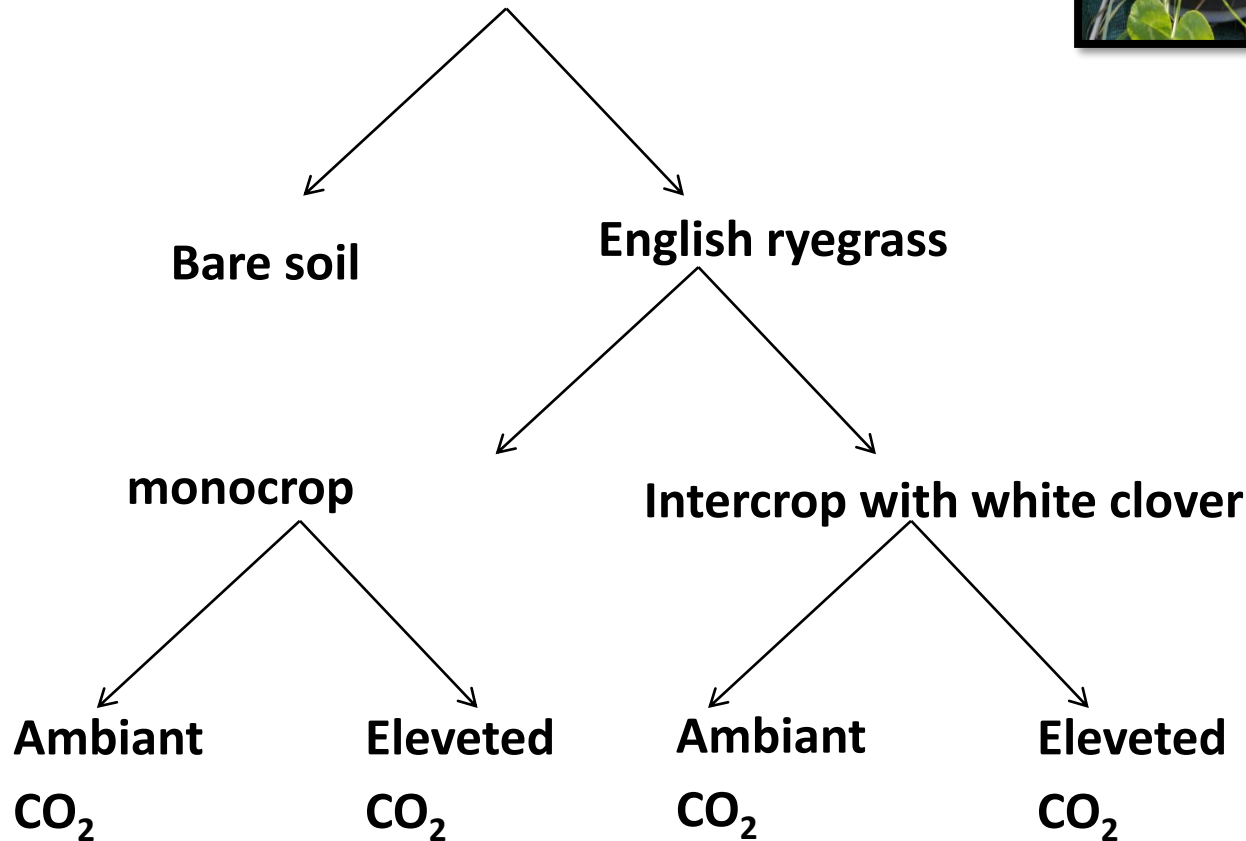 Bare soil
English ryegrass
monocrop
Intercrop with white clover
Ambiant
CO₂
Eleveted
CO₂
Ambiant
CO₂
Eleveted
CO₂